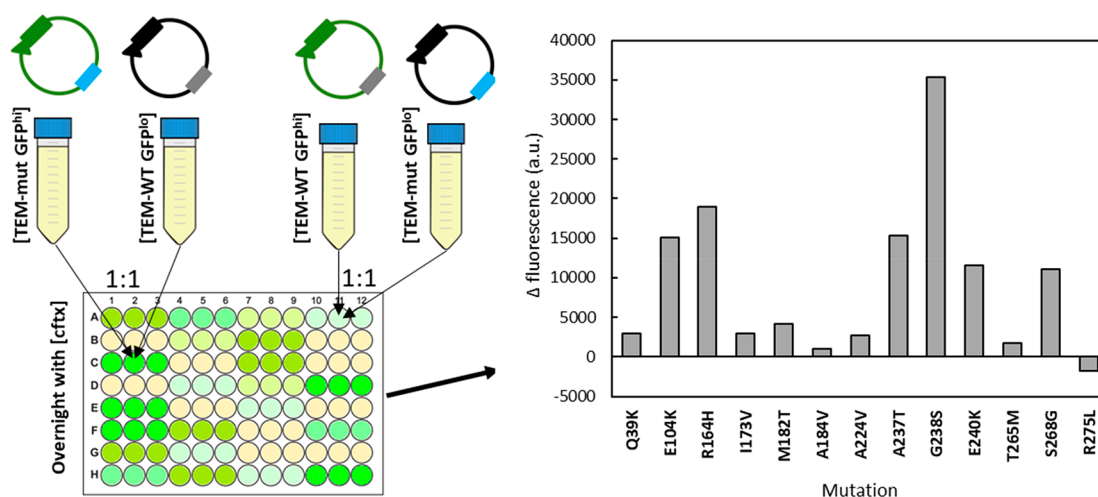 [TEM-mut GFPhi]
[TEM-WT GFPlo]
[TEM-WT GFPhi]
[TEM-mut GFPlo]
1:1
1:1
1 2 3 4 5 6 7 8 9 10 11 12
A
B
C
D
E
F
G
H
Overnight with [cftx]
40000
35000
30000
25000
20000
15000
10000
5000
0
-5000
Δ fluorescence (a.u.)
Q39K
E104K
R164H
I173V
M182T
A184V
A224V
A237T
G238S
E240K
T265M
S268G
R275L
Mutation